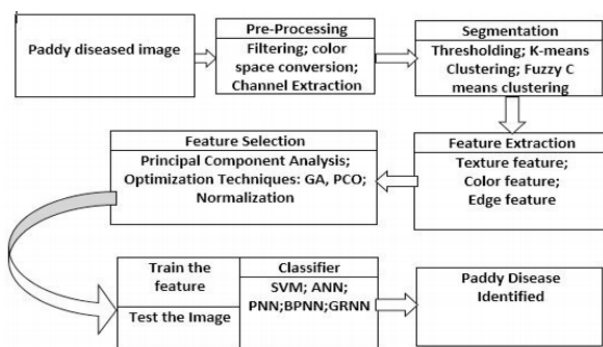 Paddy diseased image
Pre-Processing
Filtering; color
space conversion;
Channel Extraction
Segmentation
Thresholding; K-means
Clustering; Fuzzy C
means clustering
Feature Extraction
Texture feature;
Color feature;
Edge feature
Feature Selection
Principal Component Analysis;
Optimization Techniques: GA, PCO;
Normalization
Train the
feature
Test the Image
Classifier
SVM; ANN;
PNN;BPNN;GRNN
Paddy Disease
Identified